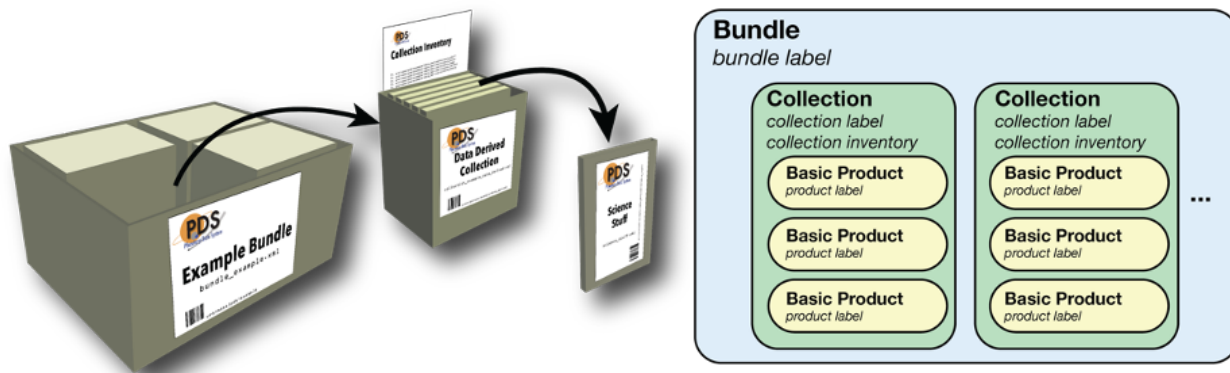 PDS
Collection Inventory
PDS
Data Derived
Collection
PDS
Science
Stuff
PDS
Example Bundle
bundle_example.xml
Bundle
bundle label
Collection
collection label
collection inventory
Basic Product
product label
Basic Product
product label
Basic Product
product label
Collection
collection label
collection inventory
Basic Product
product label
Basic Product
product label
Basic Product
product label
...